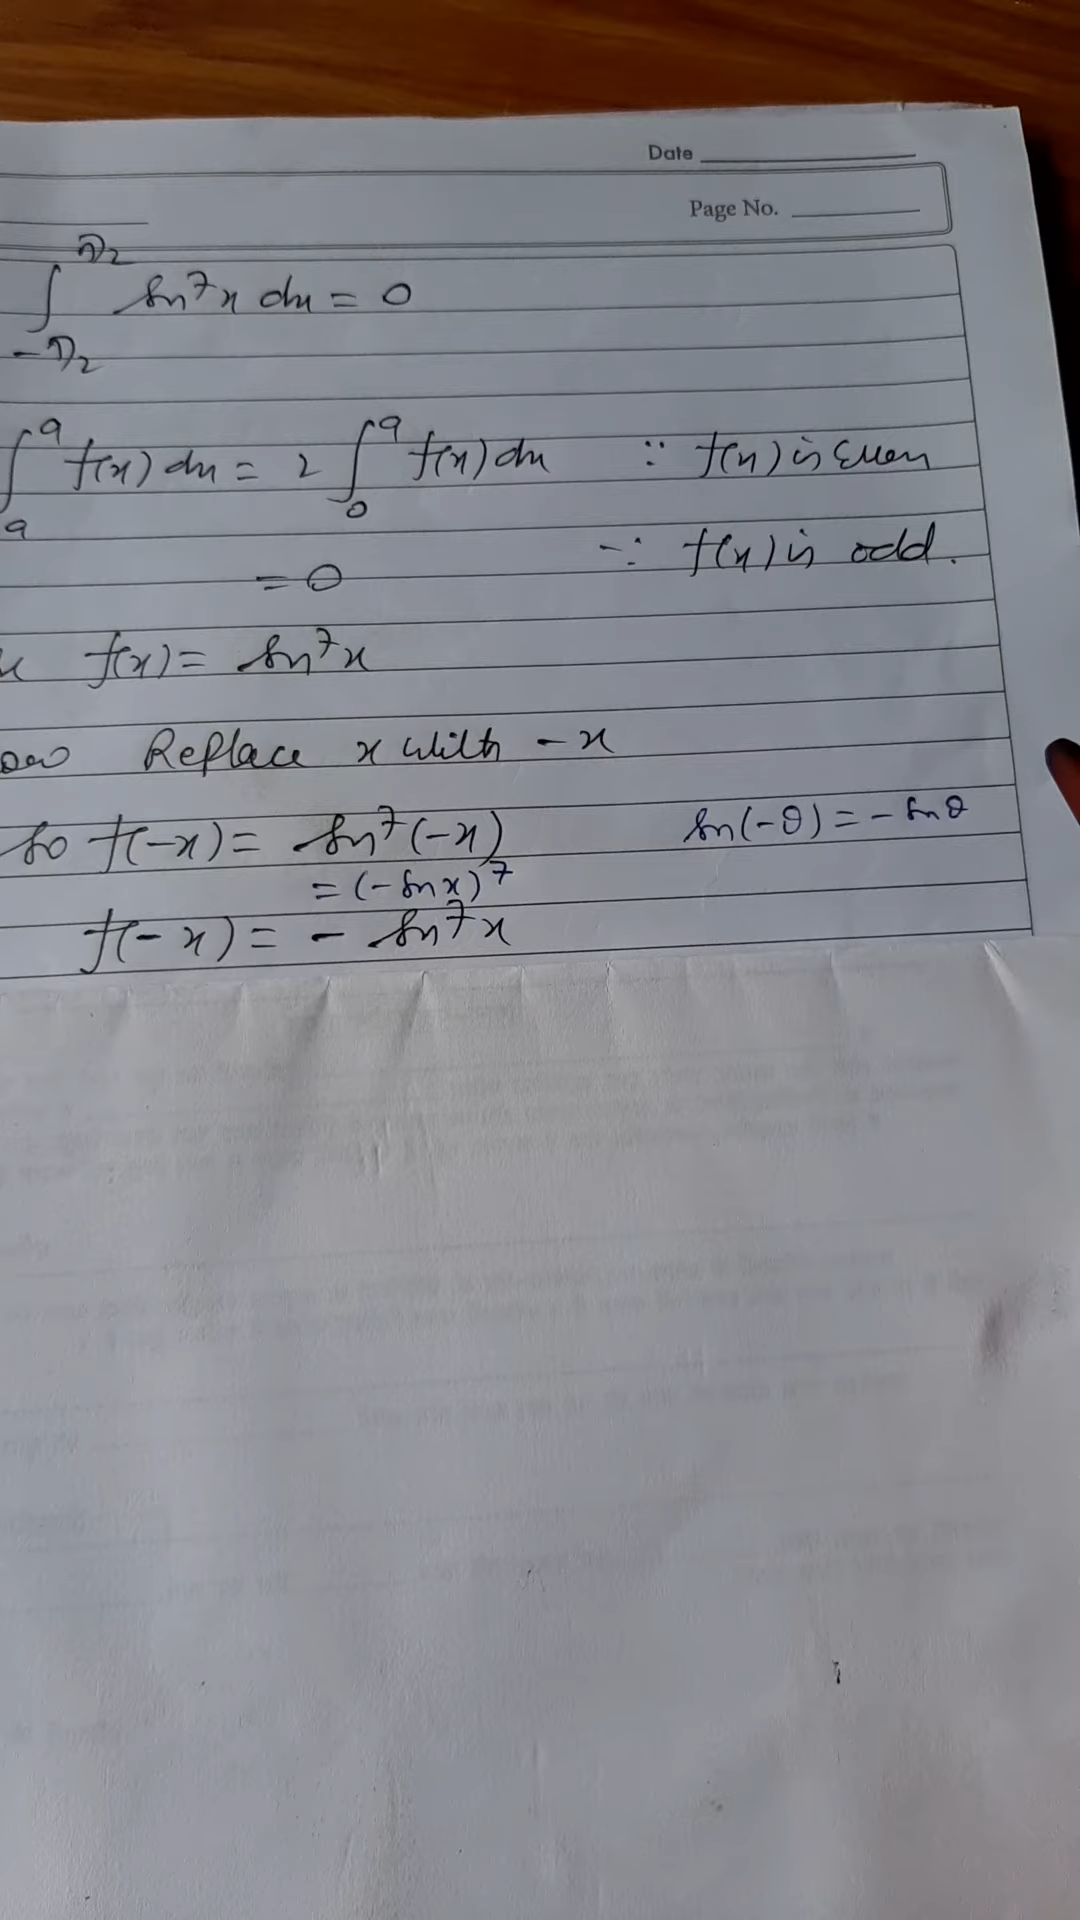 Date
Page No.
π/2
∫ sin⁷x dx = 0
-π/2
∫ᵃ f(x) dx = 2 ∫₀ᵃ f(x) dx ∵ f(x) is even
a
= 0 ∵ f(x) is odd.
f(x) = sin⁷x
Replace x with -x
So f(-x) = sin⁷(-x) sin(-θ) = -sinθ
= (-sinx)⁷
f(-x) = - sin⁷x